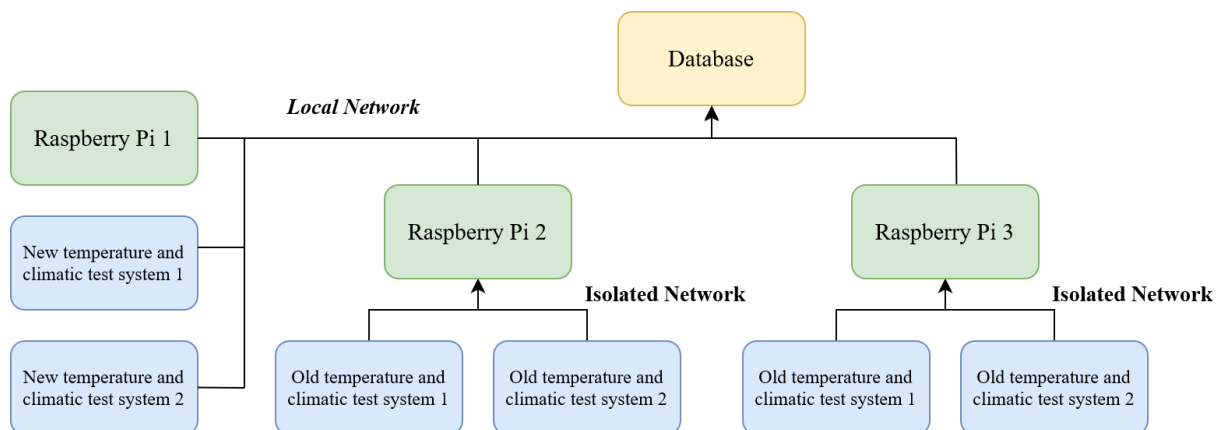 Database
Local Network
Raspberry Pi 1
Raspberry Pi 2
Raspberry Pi 3
New temperature and
climatic test system 1
Isolated Network
Isolated Network
New temperature and
climatic test system 2
Old temperature and
climatic test system 1
Old temperature and
climatic test system 2
Old temperature and
climatic test system 1
Old temperature and
climatic test system 2